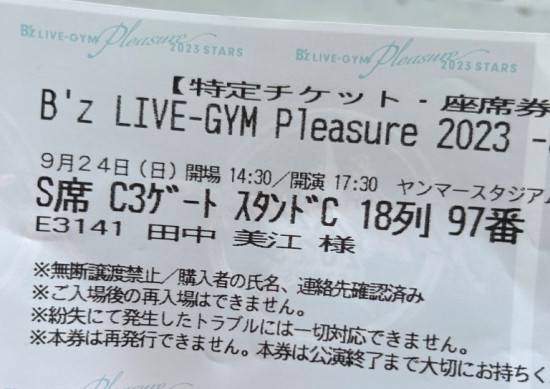 B'z LIVE-GYM Pleasure 2023 STARS
B'z LIVE-GYM Pleasure 2023 STARS
【特定チケット・座席券
B'z LIVE-GYM Pleasure 2023 -
9月24日(日) 開場 14:30/開演 17:30 ヤンマースタジアム
S席 C3ｹﾞｰﾄ ｽﾀﾝﾄﾞC 18列 97番
E3141 田中 美江 様
※無断譲渡禁止/購入者の氏名、連絡先確認済み
※ご入場後の再入場はできません。
※紛失にて発生したトラブルには一切対応できません。
※本券は再発行できません。本券は公演終了まで大切にお持ちく